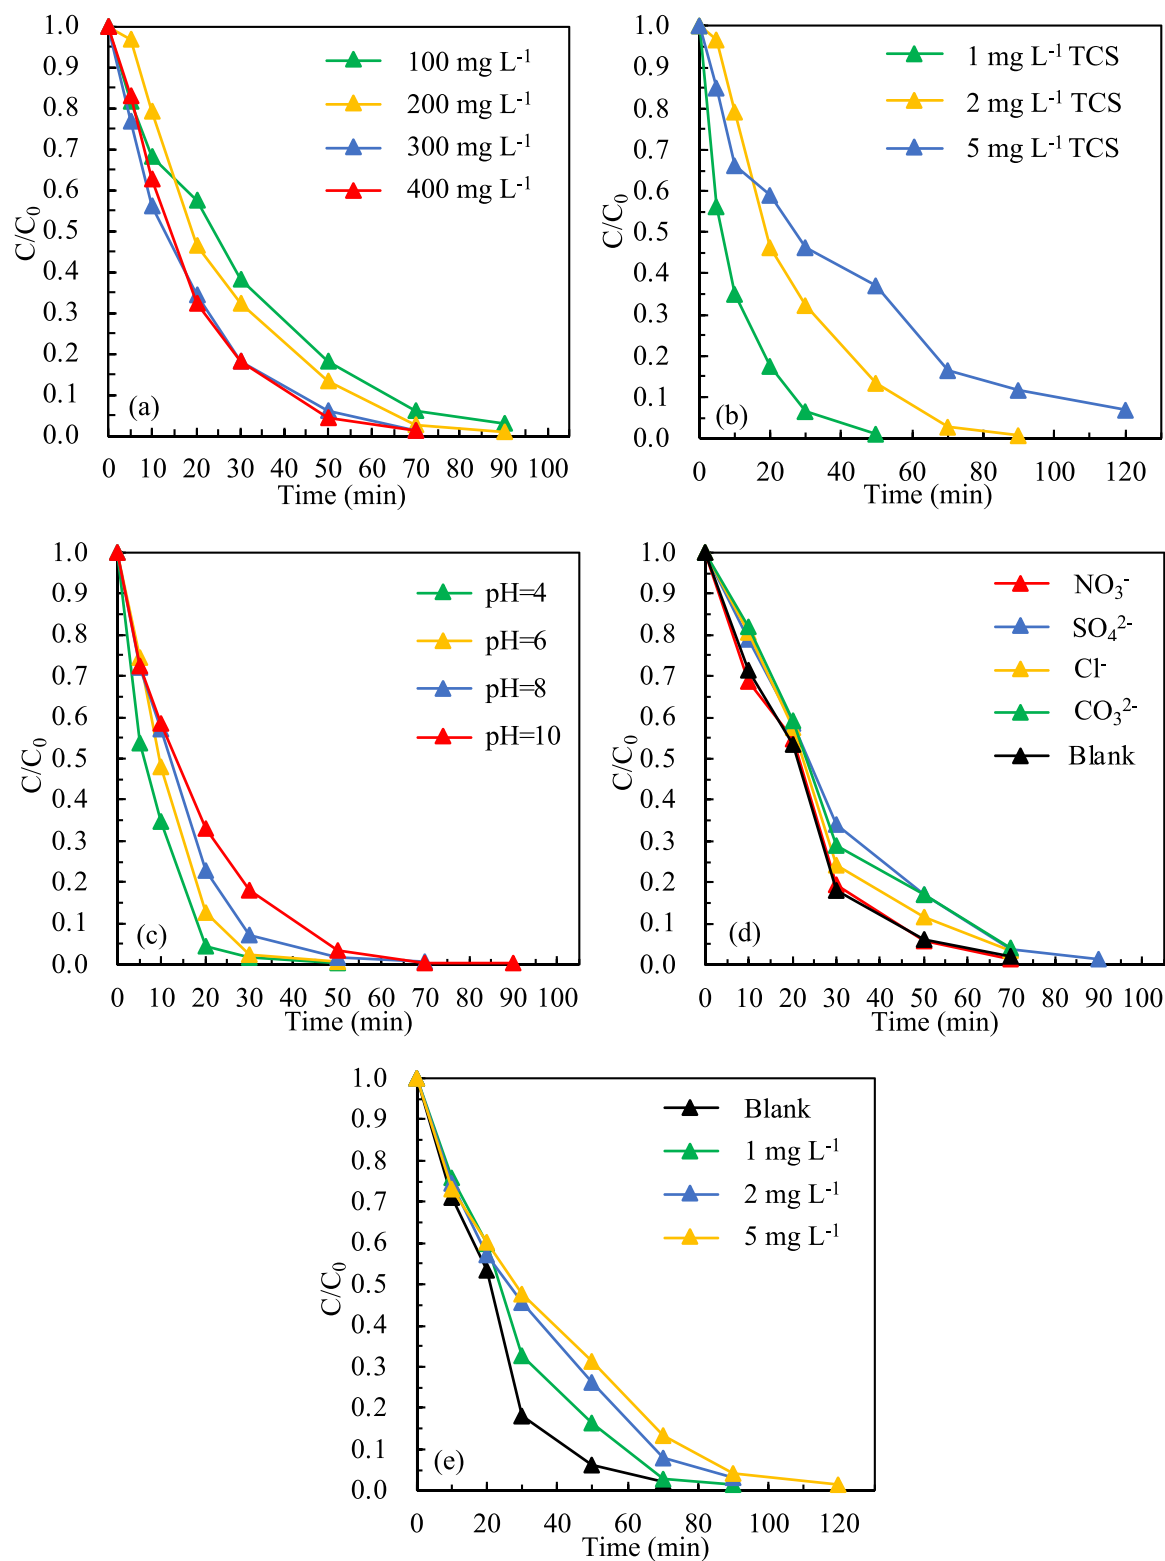 1.0
0.9
0.8
0.7
0.6
0.5
0.4
0.3
0.2
0.1
0.0
C/C₀
100 mg L⁻¹
200 mg L⁻¹
300 mg L⁻¹
400 mg L⁻¹
(a)
0 10 20 30 40 50 60 70 80 90 100
Time (min)
1.0
0.9
0.8
0.7
0.6
0.5
0.4
0.3
0.2
0.1
0.0
C/C₀
1 mg L⁻¹ TCS
2 mg L⁻¹ TCS
5 mg L⁻¹ TCS
(b)
0 20 40 60 80 100 120
Time (min)
1.0
0.9
0.8
0.7
0.6
0.5
0.4
0.3
0.2
0.1
0.0
C/C₀
pH=4
pH=6
pH=8
pH=10
(c)
0 10 20 30 40 50 60 70 80 90 100
Time (min)
1.0
0.9
0.8
0.7
0.6
0.5
0.4
0.3
0.2
0.1
0.0
C/C₀
NO₃⁻
SO₄²⁻
Cl⁻
CO₃²⁻
Blank
(d)
0 10 20 30 40 50 60 70 80 90 100
Time (min)
1.0
0.9
0.8
0.7
0.6
0.5
0.4
0.3
0.2
0.1
0.0
C/C₀
Blank
1 mg L⁻¹
2 mg L⁻¹
5 mg L⁻¹
(e)
0 20 40 60 80 100 120
Time (min)